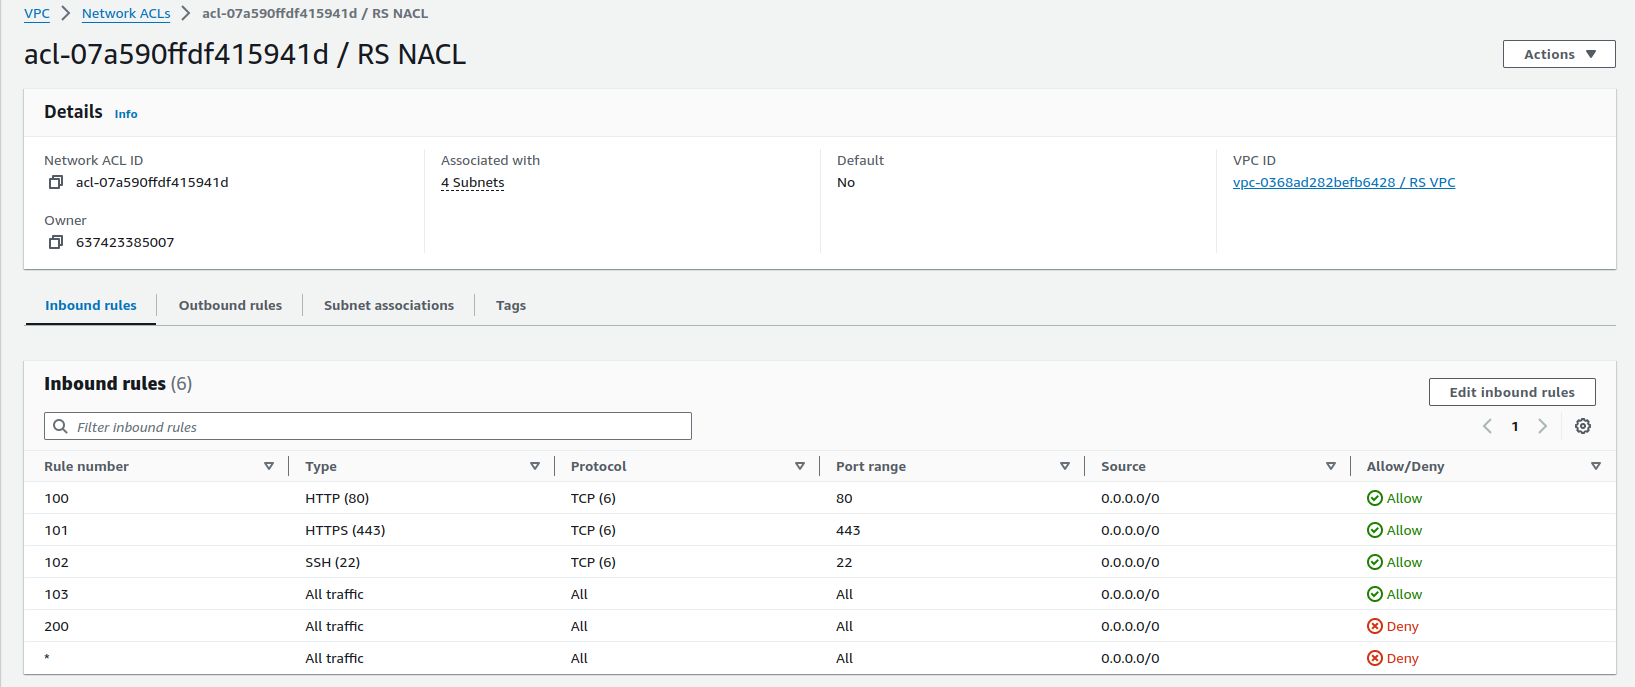 VPC > Network ACLs > acl-07a590ffdf415941d / RS NACL
acl-07a590ffdf415941d / RS NACL
Actions
Details Info
Network ACL ID
acl-07a590ffdf415941d
Associated with
4 Subnets
Default
No
VPC ID
vpc-0368ad282befb6428 / RS VPC
Owner
637423385007
Inbound rules Outbound rules Subnet associations Tags
Inbound rules (6)
Edit inbound rules
Filter inbound rules
1
Rule number Type Protocol Port range Source Allow/Deny
100 HTTP (80) TCP (6) 80 0.0.0.0/0 Allow
101 HTTPS (443) TCP (6) 443 0.0.0.0/0 Allow
102 SSH (22) TCP (6) 22 0.0.0.0/0 Allow
103 All traffic All All 0.0.0.0/0 Allow
200 All traffic All All 0.0.0.0/0 Deny
* All traffic All All 0.0.0.0/0 Deny